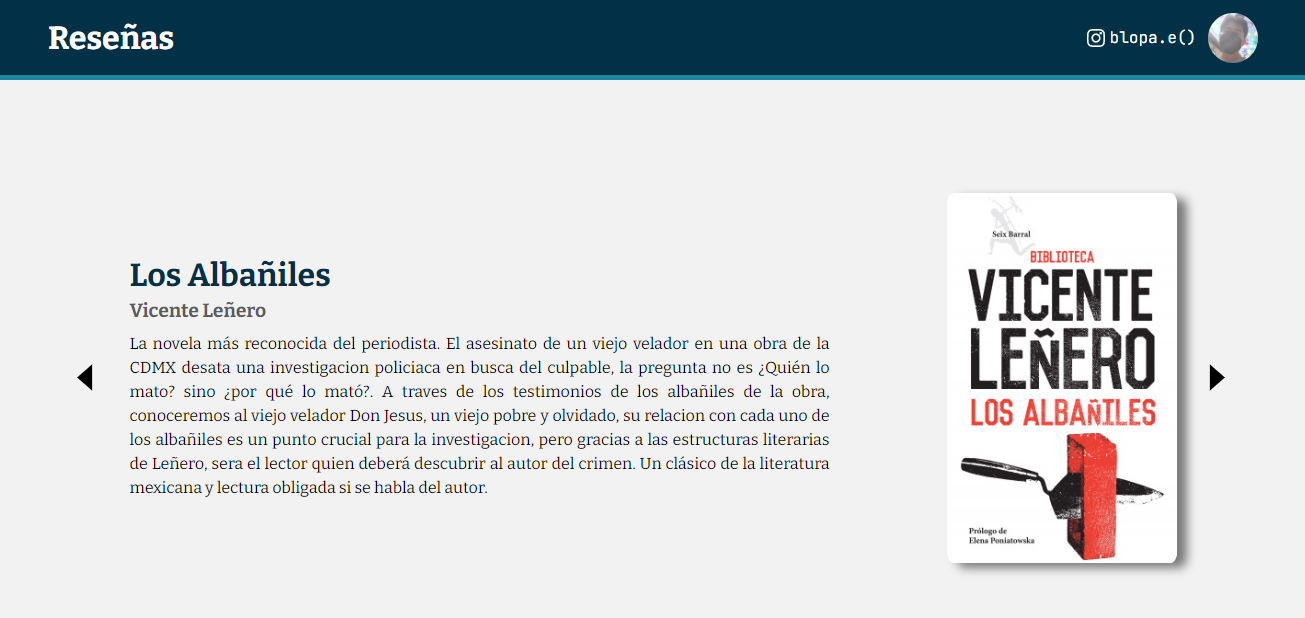 Reseñas
blopa.e()
Los Albañiles
Vicente Leñero
La novela más reconocida del periodista. El asesinato de un viejo velador en una obra de la
CDMX desata una investigacion policiaca en busca del culpable, la pregunta no es ¿Quién lo
mato? sino ¿por qué lo mató?. A traves de los testimonios de los albañiles de la obra,
conoceremos al viejo velador Don Jesus, un viejo pobre y olvidado, su relacion con cada uno de
los albañiles es un punto crucial para la investigacion, pero gracias a las estructuras literarias
de Leñero, sera el lector quien deberá descubrir al autor del crimen. Un clásico de la literatura
mexicana y lectura obligada si se habla del autor.
Seix Barral
BIBLIOTECA
VICENTE
LEÑERO
LOS ALBAÑILES
Prólogo de
Elena Poniatowska